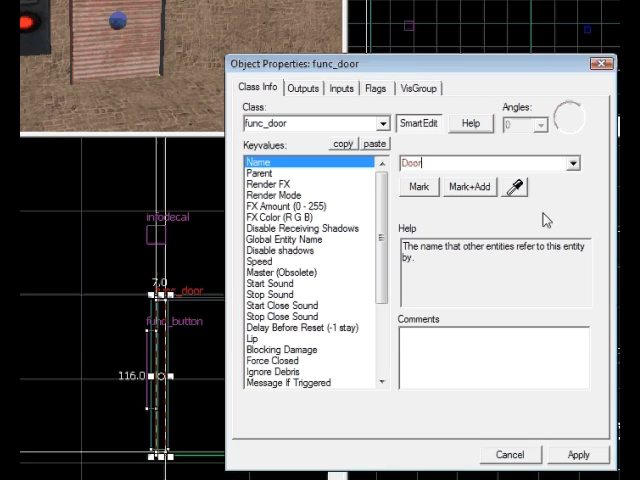 Object Properties: func_door
Class Info
Outputs
Inputs
Flags
VisGroup
Class:
Angles:
func_door
SmartEdit
Help
0
Keyvalues:
copy
paste
Name
Parent
Render FX
Render Mode
FX Amount (0 - 255)
FX Color (R G B)
Disable Receiving Shadows
Global Entity Name
Disable shadows
Speed
Master (Obsolete)
Start Sound
Stop Sound
Start Close Sound
Stop Close Sound
Delay Before Reset (-1 stay)
Lip
Blocking Damage
Force Closed
Ignore Debris
Message If Triggered
Door
Mark
Mark+Add
Help
The name that other entities refer to this entity
by.
Comments
Cancel
Apply
infodecal
7.0
func_door
func_button
116.0